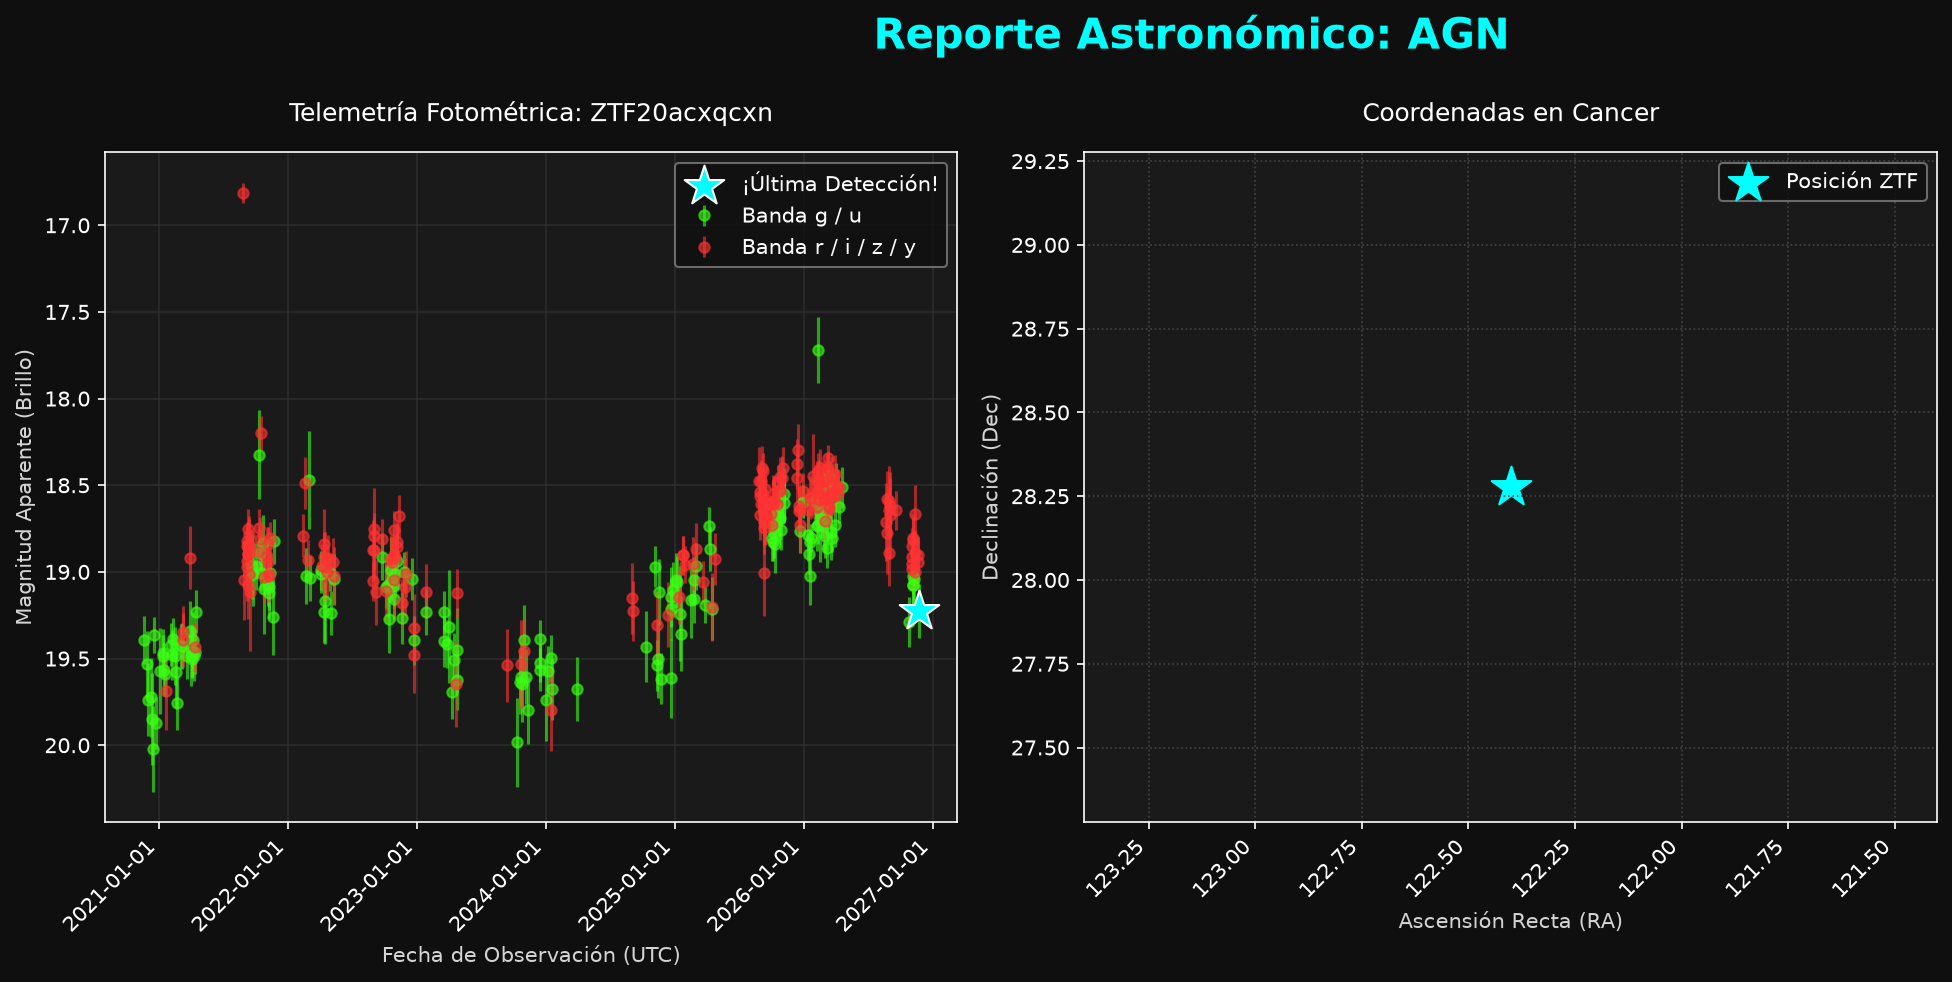 Reporte Astronómico: AGN
Telemetría Fotométrica: ZTF20acxqcxn
¡Última Detección!
Banda g / u
Banda r / i / z / y
Magnitud Aparente (Brillo)
17.0
17.5
18.0
18.5
19.0
19.5
20.0
2021-01-01
2022-01-01
2023-01-01
2024-01-01
2025-01-01
2026-01-01
2027-01-01
Fecha de Observación (UTC)
Coordenadas en Cancer
Posición ZTF
Declinación (Dec)
29.25
29.00
28.75
28.50
28.25
28.00
27.75
27.50
123.25
123.00
122.75
122.50
122.25
122.00
121.75
121.50
Ascensión Recta (RA)